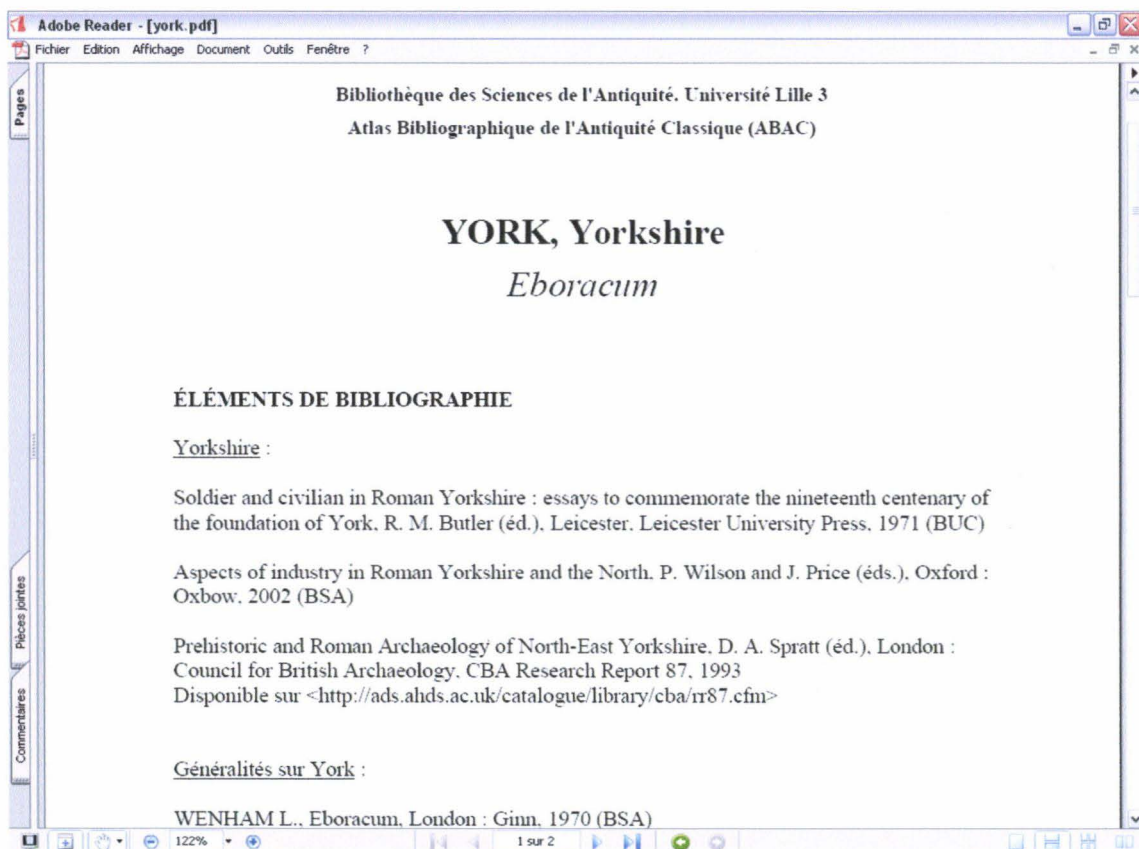 Adobe Reader - [york.pdf]
Fichier Edition Affichage Document Outils Fenêtre ?
Pages
Bibliothèque des Sciences de l'Antiquité. Université Lille 3
Atlas Bibliographique de l'Antiquité Classique (ABAC)
YORK, Yorkshire
Eboracum
ÉLÉMENTS DE BIBLIOGRAPHIE
Yorkshire :
Soldier and civilian in Roman Yorkshire : essays to commemorate the nineteenth centenary of
the foundation of York, R. M. Butler (éd.), Leicester, Leicester University Press, 1971 (BUC)
Aspects of industry in Roman Yorkshire and the North, P. Wilson and J. Price (éds.), Oxford :
Oxbow, 2002 (BSA)
Pièces jointes
Prehistoric and Roman Archaeology of North-East Yorkshire, D. A. Spratt (éd.), London :
Council for British Archaeology, CBA Research Report 87, 1993
Disponible sur <http://ads.ahds.ac.uk/catalogue/library/cba/rr87.cfm>
Commentaires
Généralités sur York :
WENHAM L., Eboracum, London : Ginn, 1970 (BSA)
122%
1 sur 2